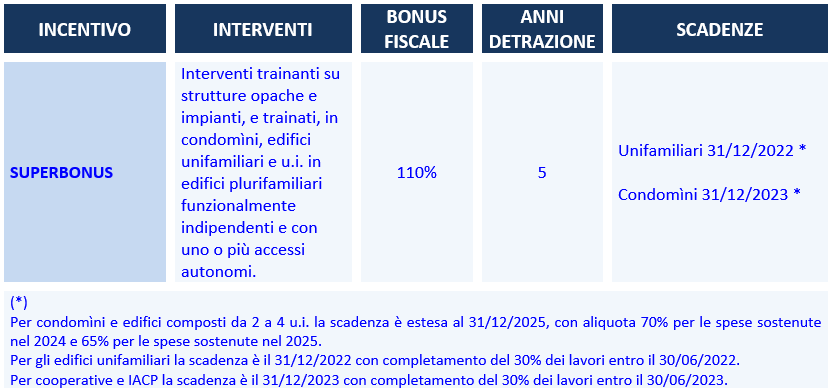 INCENTIVO
INTERVENTI
BONUS
FISCALE
ANNI
DETRAZIONE
SCADENZE
SUPERBONUS
Interventi trainanti su
strutture opache e
impianti, e trainati, in
condomìni, edifici
unifamiliari e u.i. in
edifici plurifamiliari
funzionalmente
indipendenti e con
uno o più accessi
autonomi.
110%
5
Unifamiliari 31/12/2022 *
Condomìni 31/12/2023 *
(*)
Per condomìni e edifici composti da 2 a 4 u.i. la scadenza è estesa al 31/12/2025, con aliquota 70% per le spese sostenute
nel 2024 e 65% per le spese sostenute nel 2025.
Per gli edifici unifamiliari la scadenza è il 31/12/2022 con completamento del 30% dei lavori entro il 30/06/2022.
Per cooperative e IACP la scadenza è il 31/12/2023 con completamento del 30% dei lavori entro il 30/06/2023.